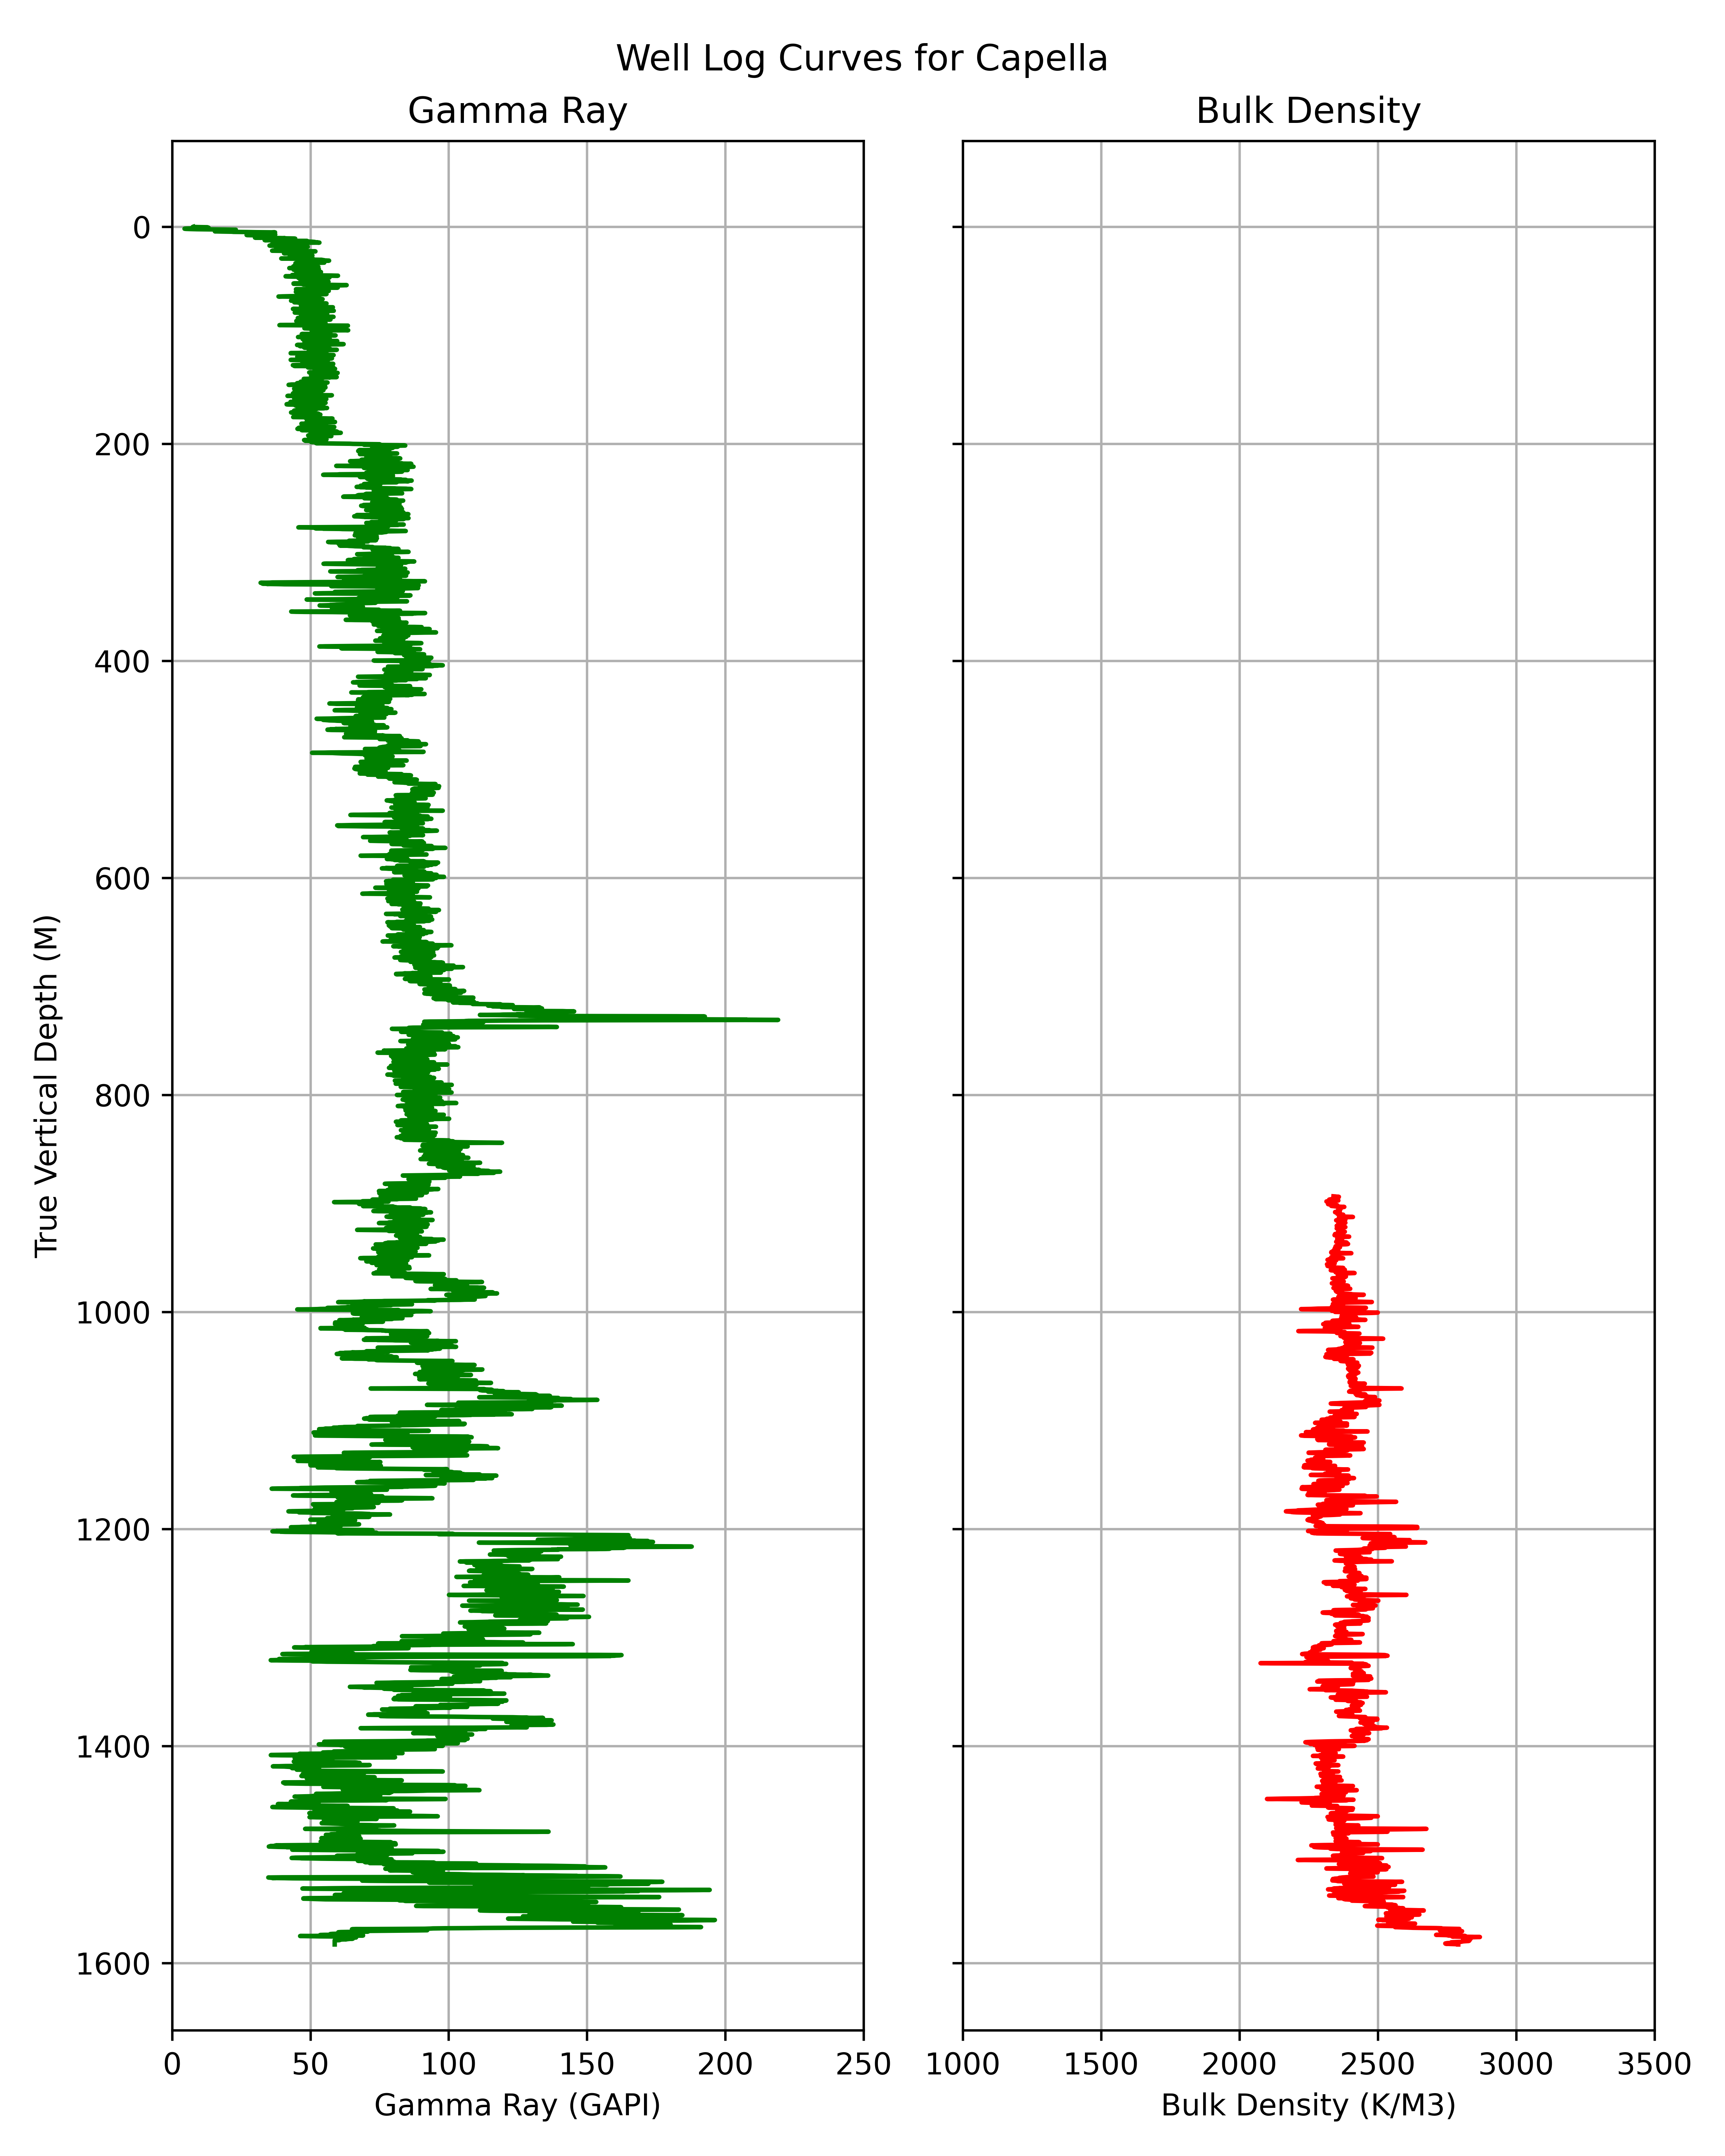 Well Log Curves for Capella
Gamma Ray
Bulk Density
True Vertical Depth (M)
0
200
400
600
800
1000
1200
1400
1600
0 50 100 150 200 250
1000 1500 2000 2500 3000 3500
Gamma Ray (GAPI)
Bulk Density (K/M3)